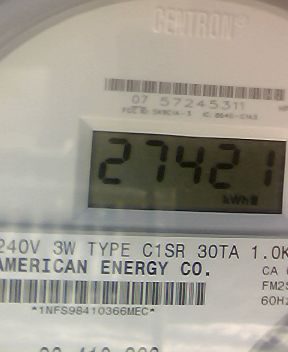 CENTRON®
07 57245311
27421
kWh
240V 3W TYPE C1SR 30TA 1.0K
AMERICAN ENERGY CO.
CA
FM2S
60Hz
*1NFS98410366MEC*